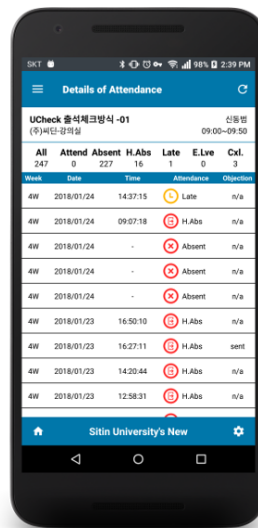 SKT 98% 2:39 PM
Details of Attendance
UCheck 출석체크방식 -01 신동범
(주)씨딘-강의실 09:00~09:50
All Attend Absent H.Abs Late E.Lve Cxl.
247 0 227 16 1 0 3
Week Date Time Attendance Objection
4W 2018/01/24 14:37:15 Late n/a
4W 2018/01/24 09:07:18 H.Abs n/a
4W 2018/01/24 - Absent n/a
4W 2018/01/24 - Absent n/a
4W 2018/01/24 - Absent n/a
4W 2018/01/23 16:50:10 H.Abs n/a
4W 2018/01/23 16:27:11 H.Abs sent
4W 2018/01/23 14:20:44 H.Abs n/a
4W 2018/01/23 12:58:31 H.Abs n/a
Sitin University's New